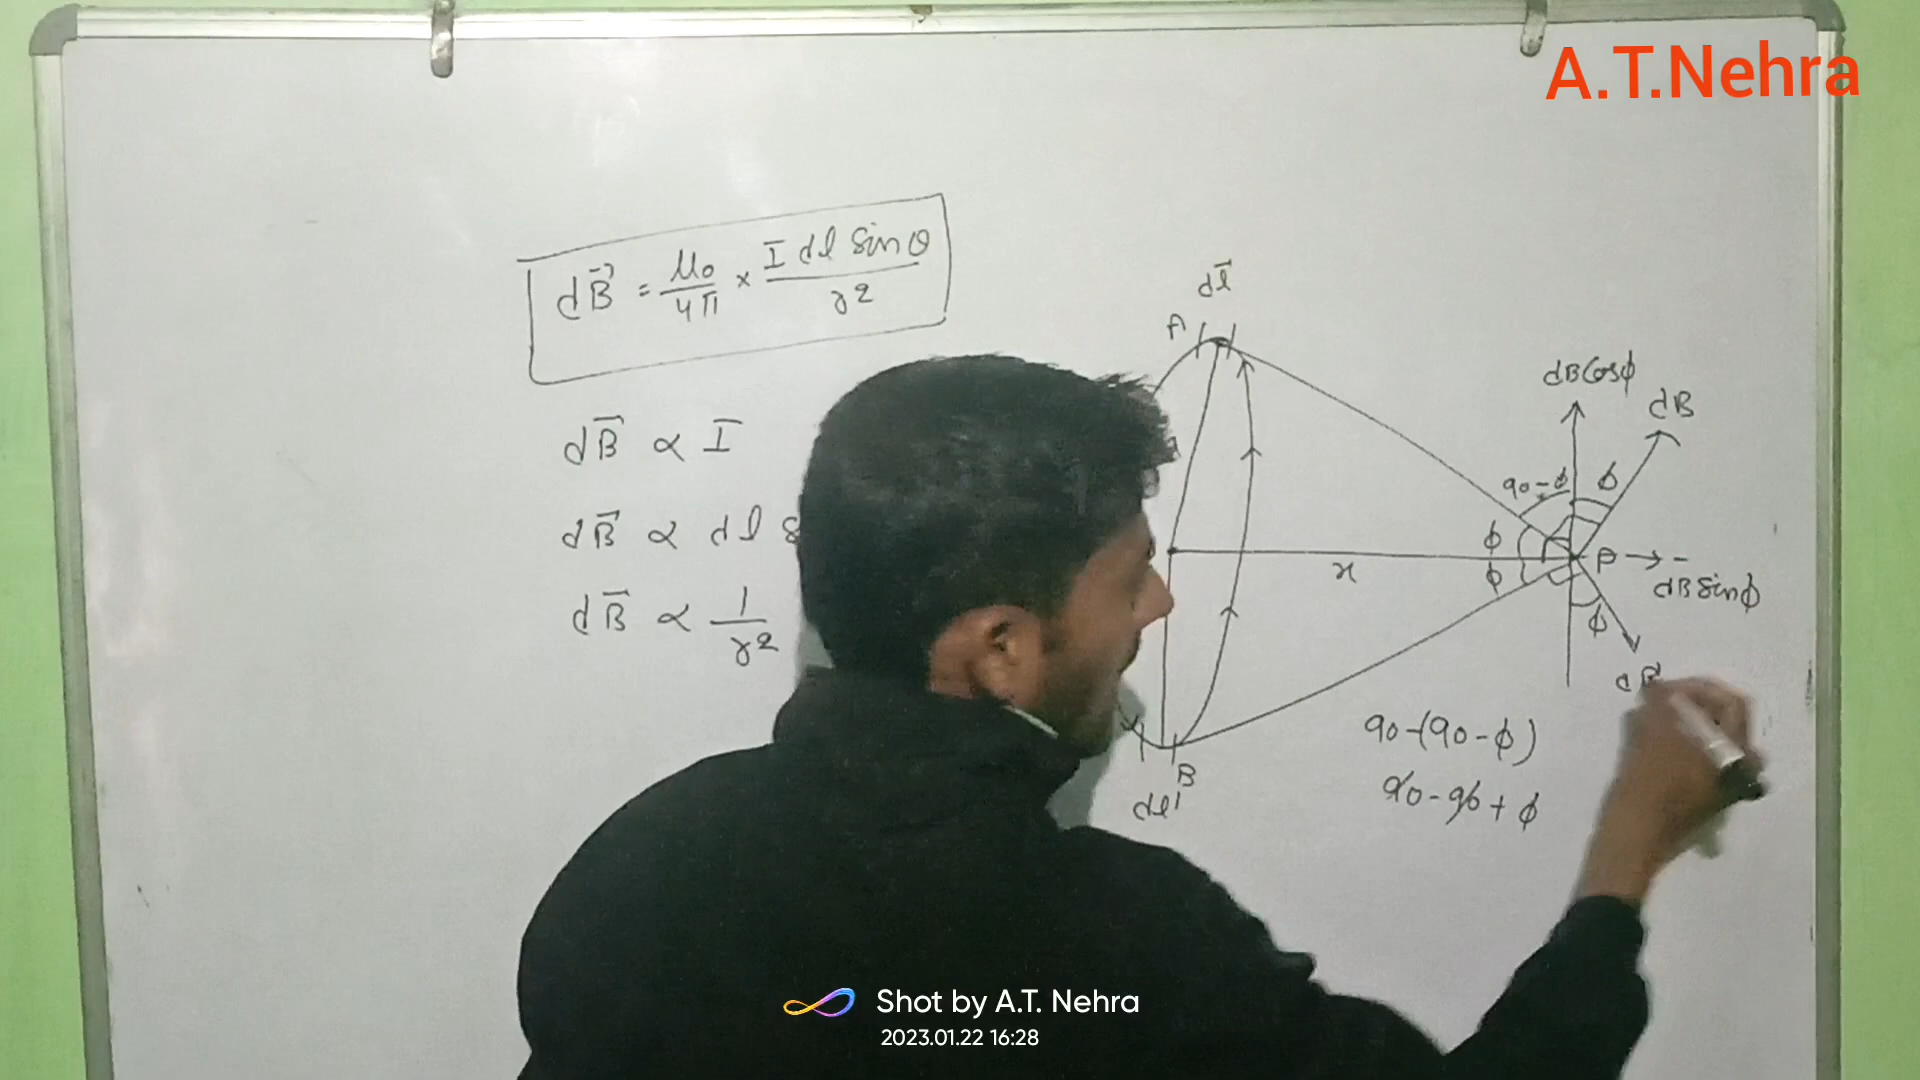 A.T.Nehra
dB⃗ = μ₀/4π × I dl Sinθ/r²
dB⃗ ∝ I
dB⃗ ∝ dl
dB⃗ ∝ 1/r²
dl⃗
A
dBCosϕ
dB
90-ϕ
ϕ
ϕ
x
P
dBSinϕ
ϕ
ϕ
90-(90-ϕ)
90-90+ϕ
B
dl'
Shot by A.T. Nehra
2023.01.22 16:28